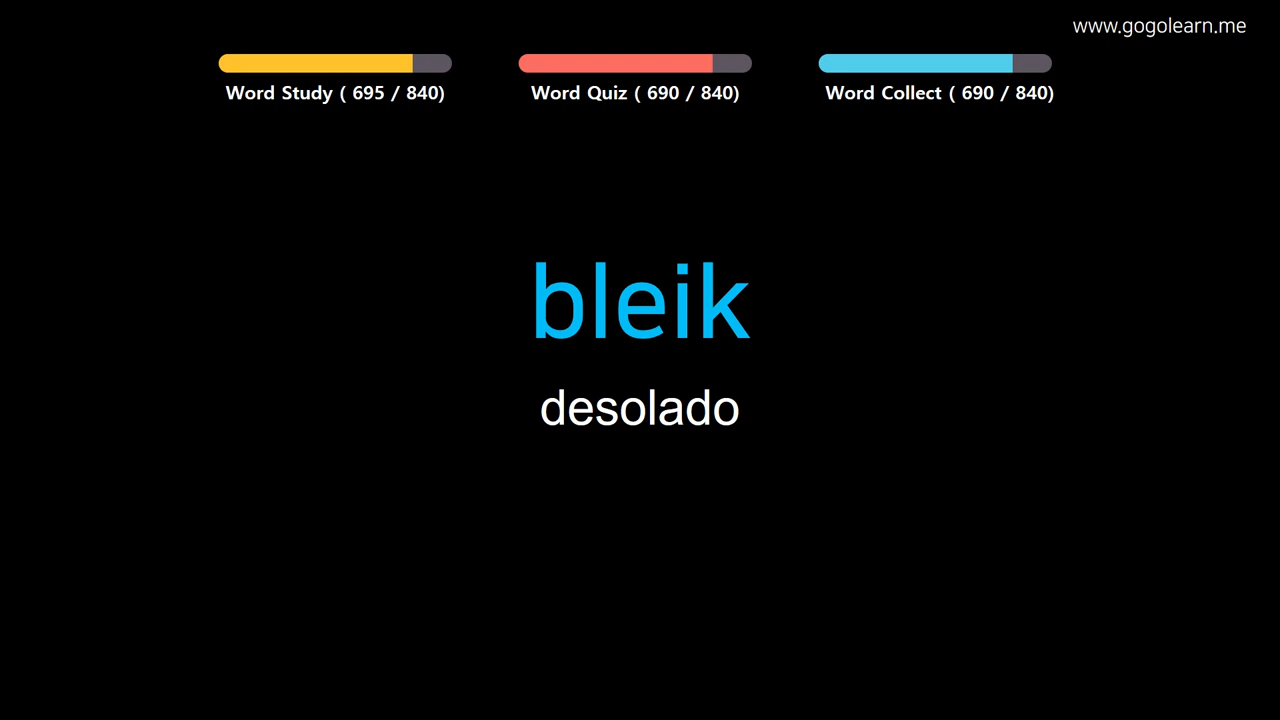 www.gogolearn.me
Word Study ( 695 / 840)
Word Quiz ( 690 / 840)
Word Collect ( 690 / 840)
bleik
desolado